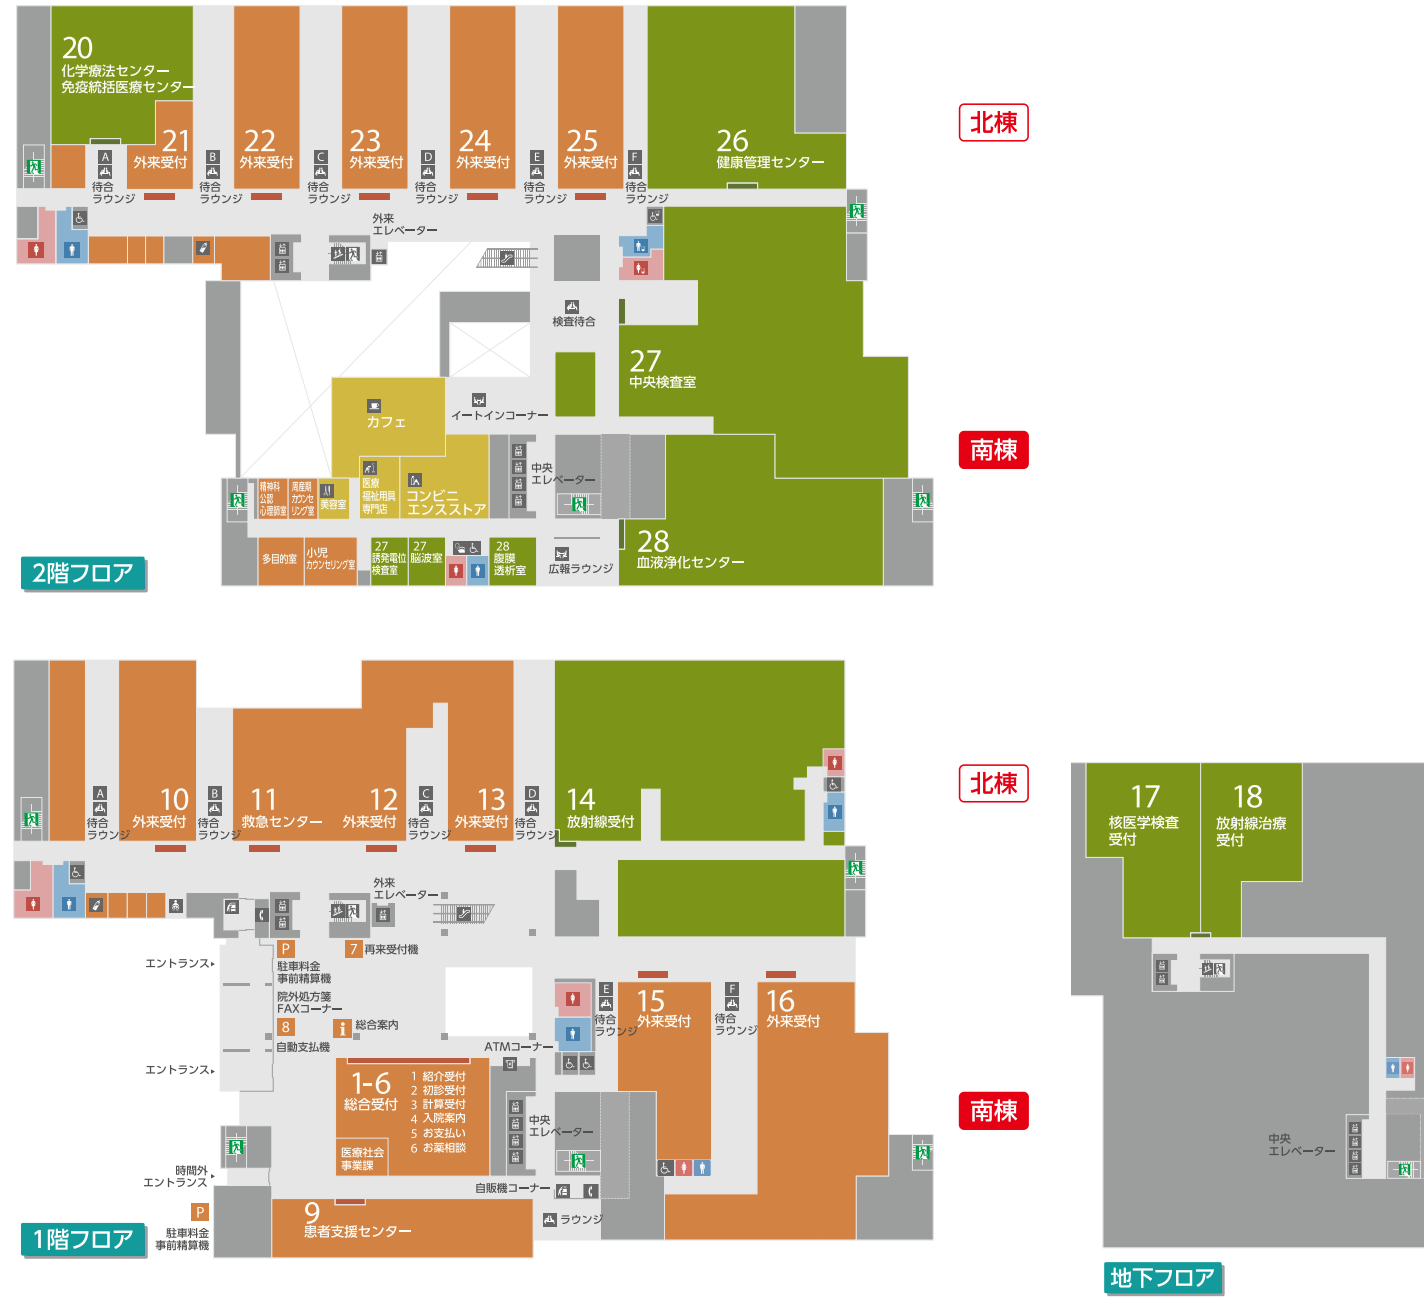 20
化学療法センター
免疫統括医療センター
21
外来受付
22
外来受付
23
外来受付
24
外来受付
25
外来受付
26
健康管理センター
A
待合
ラウンジ
B
待合
ラウンジ
C
待合
ラウンジ
D
待合
ラウンジ
E
待合
ラウンジ
F
待合
ラウンジ
北棟
外来
エレベーター
検査待合
27
中央検査室
カフェ
イートインコーナー
南棟
中央
エレベーター
医療
福祉用具
専門店
コンビニ
エンスストア
精神科
公認
心理師室
周産期
カウンセ
リング室
美容室
多目的室
小児
カウンセリング室
27
誘発電位
検査室
27
脳波室
28
腹膜
透析室
広報ラウンジ
28
血液浄化センター
2階フロア
A
待合
ラウンジ
10
外来受付
B
待合
ラウンジ
11
救急センター
12
外来受付
C
待合
ラウンジ
13
外来受付
D
待合
ラウンジ
14
放射線受付
北棟
外来
エレベーター
P
駐車料金
事前精算機
7 再来受付機
エントランス
院外処方箋
FAXコーナー
8
自動支払機
i 総合案内
エントランス
ATMコーナー
E
待合
ラウンジ
15
外来受付
F
待合
ラウンジ
16
外来受付
1-6
総合受付
1 紹介受付
2 初診受付
3 計算受付
4 入院案内
5 お支払い
6 お薬相談
医療社会
事業課
中央
エレベーター
南棟
時間外
エントランス
自販機コーナー
P
駐車料金
事前精算機
9
患者支援センター
ラウンジ
1階フロア
17
核医学検査
受付
18
放射線治療
受付
中央
エレベーター
地下フロア